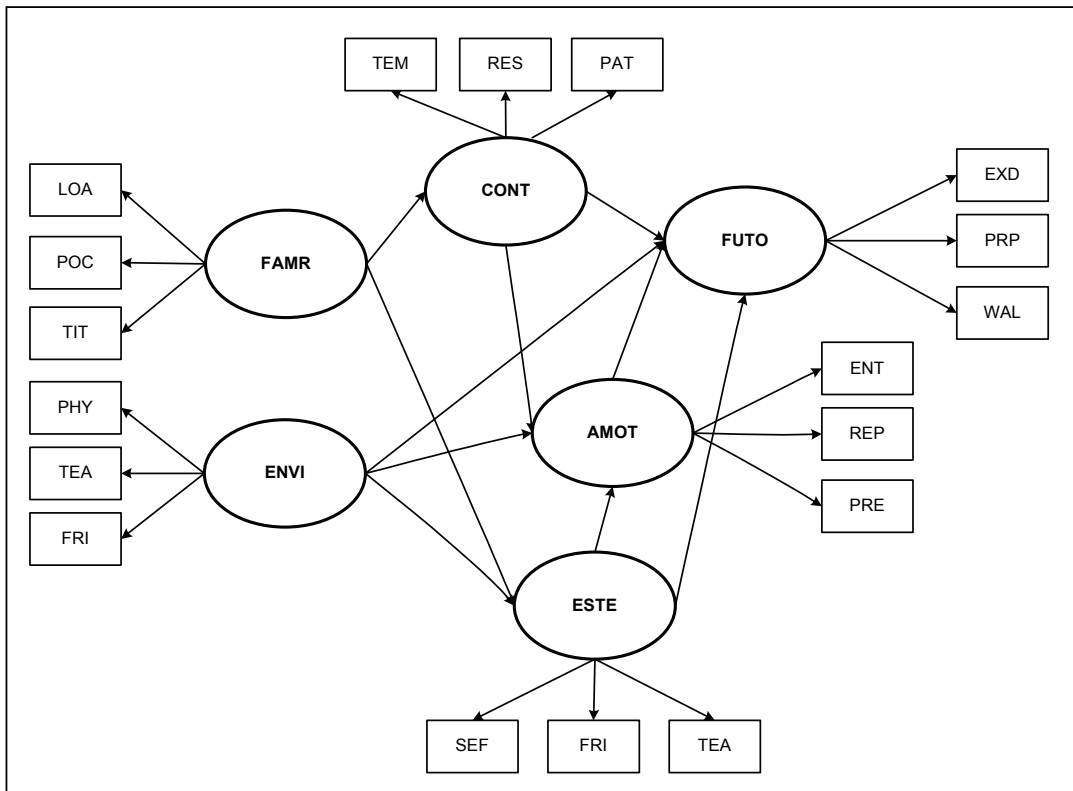 TEM
RES
PAT
LOA
POC
TIT
CONT
FAMR
FUTO
EXD
PRP
WAL
PHY
TEA
FRI
ENVI
AMOT
ENT
REP
PRE
ESTE
SEF
FRI
TEA